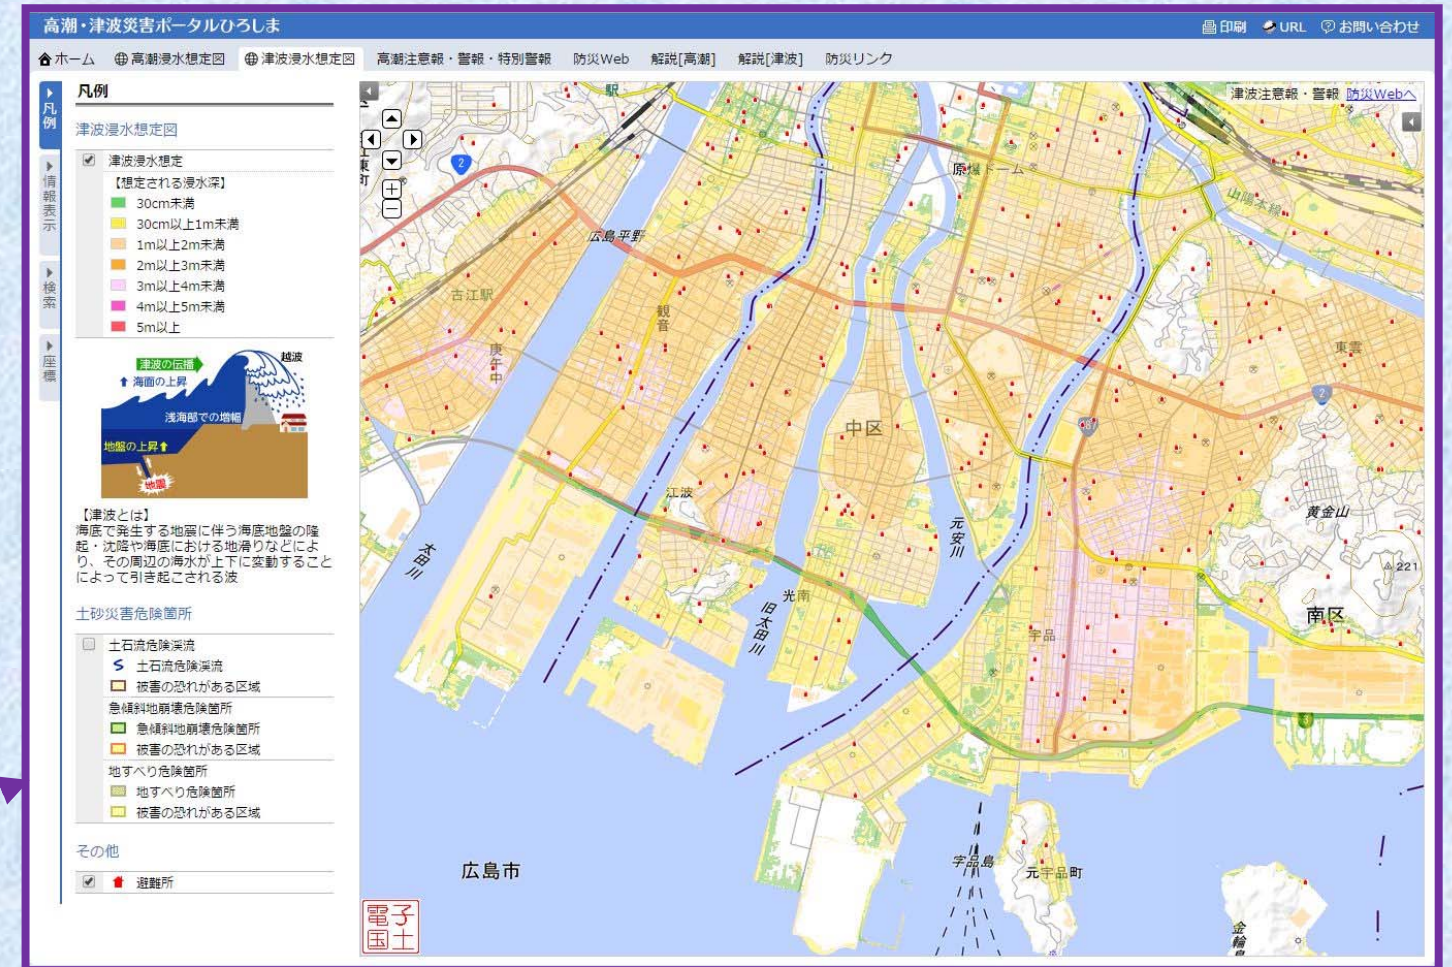 高潮・津波災害ポータルひろしま
印刷 URL お問い合わせ
ホーム 高潮浸水想定図 津波浸水想定図 高潮注意報・警報・特別警報 防災Web 解説[高潮] 解説[津波] 防災リンク
凡例
情報表示
検索
座標
凡例
津波浸水想定図
津波浸水想定
【想定される浸水深】
30cm未満
30cm以上1m未満
1m以上2m未満
2m以上3m未満
3m以上4m未満
4m以上5m未満
5m以上
津波の伝播
越波
海面の上昇
浅海部での増幅
地盤の上昇
地震
【津波とは】
海底で発生する地震に伴う海底地盤の隆
起・沈降や海底における地滑りなどによ
り、その周辺の海水が上下に変動すること
によって引き起こされる波
土砂災害危険箇所
土石流危険渓流
土石流危険渓流
被害の恐れがある区域
急傾斜地崩壊危険箇所
急傾斜地崩壊危険箇所
被害の恐れがある区域
地すべり危険箇所
地すべり危険箇所
被害の恐れがある区域
その他
避難所
津波注意報・警報 防災Webへ
駅
2
原爆ドーム
山陽本線
広島平野
古江駅
観音
庚午中
東雲
2
中区
江波
元安川
黄金山
221
太田川
光南
旧太田川
南区
宇品
3
広島市
宇品島
元宇品町
金輪島
電子
国土